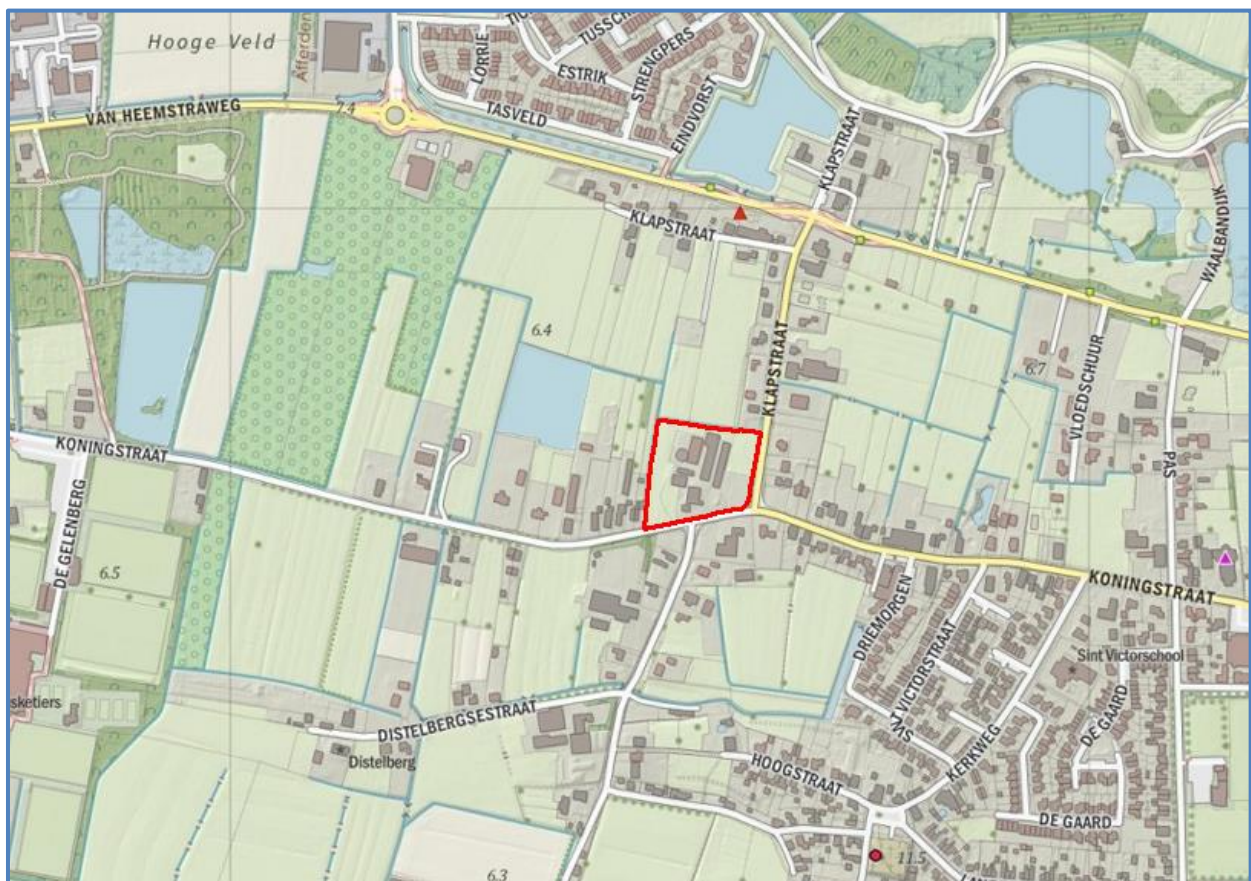 Hooge Veld
Afferden
TUSSCH
LORRIE
ESTRIK
STRENGPERS
TASVELD
EINDVORST
VAN HEEMSTRAWEG
7.4
KLAPSTRAAT
KLAPSTRAAT
WAALBANDIJK
6.4
KLAPSTRAAT
6.7
VLOEDSCHUUR
PAS
KONINGSTRAAT
DE GELENBERG
6.5
KONINGSTRAAT
DRIEMORGEN
ST VICTORSTRAAT
Sint Victorschool
sketiers
DISTELBERGSESTRAAT
Distelberg
SWM
KERKWEG
DE GAARD
HOOGSTRAAT
DE GAARD
11.5
6.3